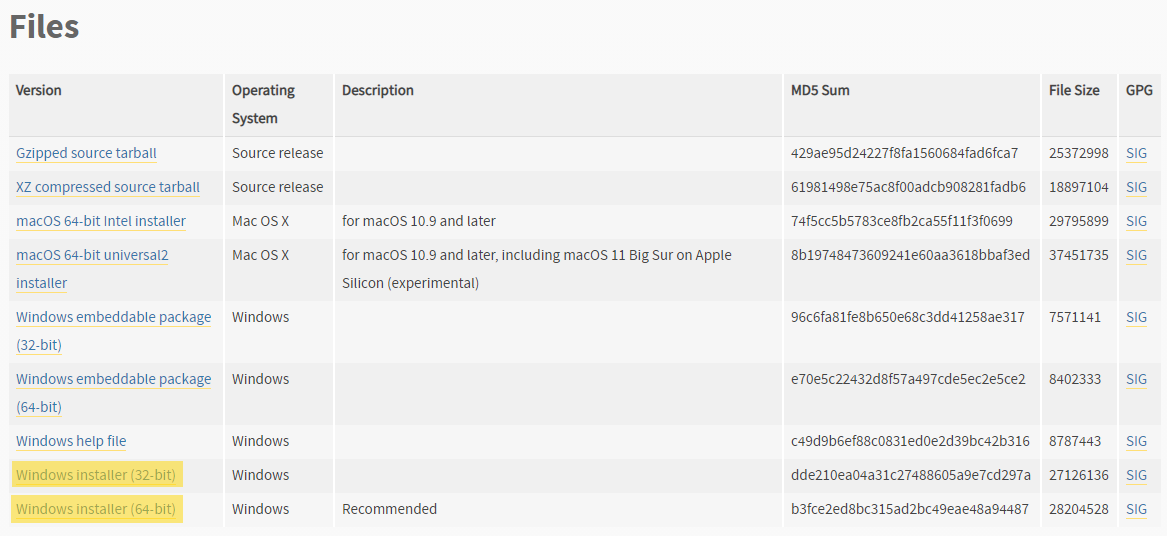 Files
Version Operating System Description MD5 Sum File Size GPG
Gzipped source tarball Source release 429ae95d24227f8fa1560684fad6fca7 25372998 SIG
XZ compressed source tarball Source release 61981498e75ac8f00adcb908281fadb6 18897104 SIG
macOS 64-bit Intel installer Mac OS X for macOS 10.9 and later 74f5cc5b5783ce8fb2ca55f11f3f0699 29795899 SIG
macOS 64-bit universal2 Mac OS X for macOS 10.9 and later, including macOS 11 Big Sur on Apple 8b19748473609241e60aa3618bbaf3ed 37451735 SIG
installer Silicon (experimental)
Windows embeddable package Windows 96c6fa81fe8b650e68c3dd41258ae317 7571141 SIG
(32-bit)
Windows embeddable package Windows e70e5c22432d8f57a497cde5ec2e5ce2 8402333 SIG
(64-bit)
Windows help file Windows c49d9b6ef88c0831ed0e2d39bc42b316 8787443 SIG
Windows installer (32-bit) Windows dde210ea04a31c27488605a9e7cd297a 27126136 SIG
Windows installer (64-bit) Windows Recommended b3fce2ed8bc315ad2bc49eae48a94487 28204528 SIG